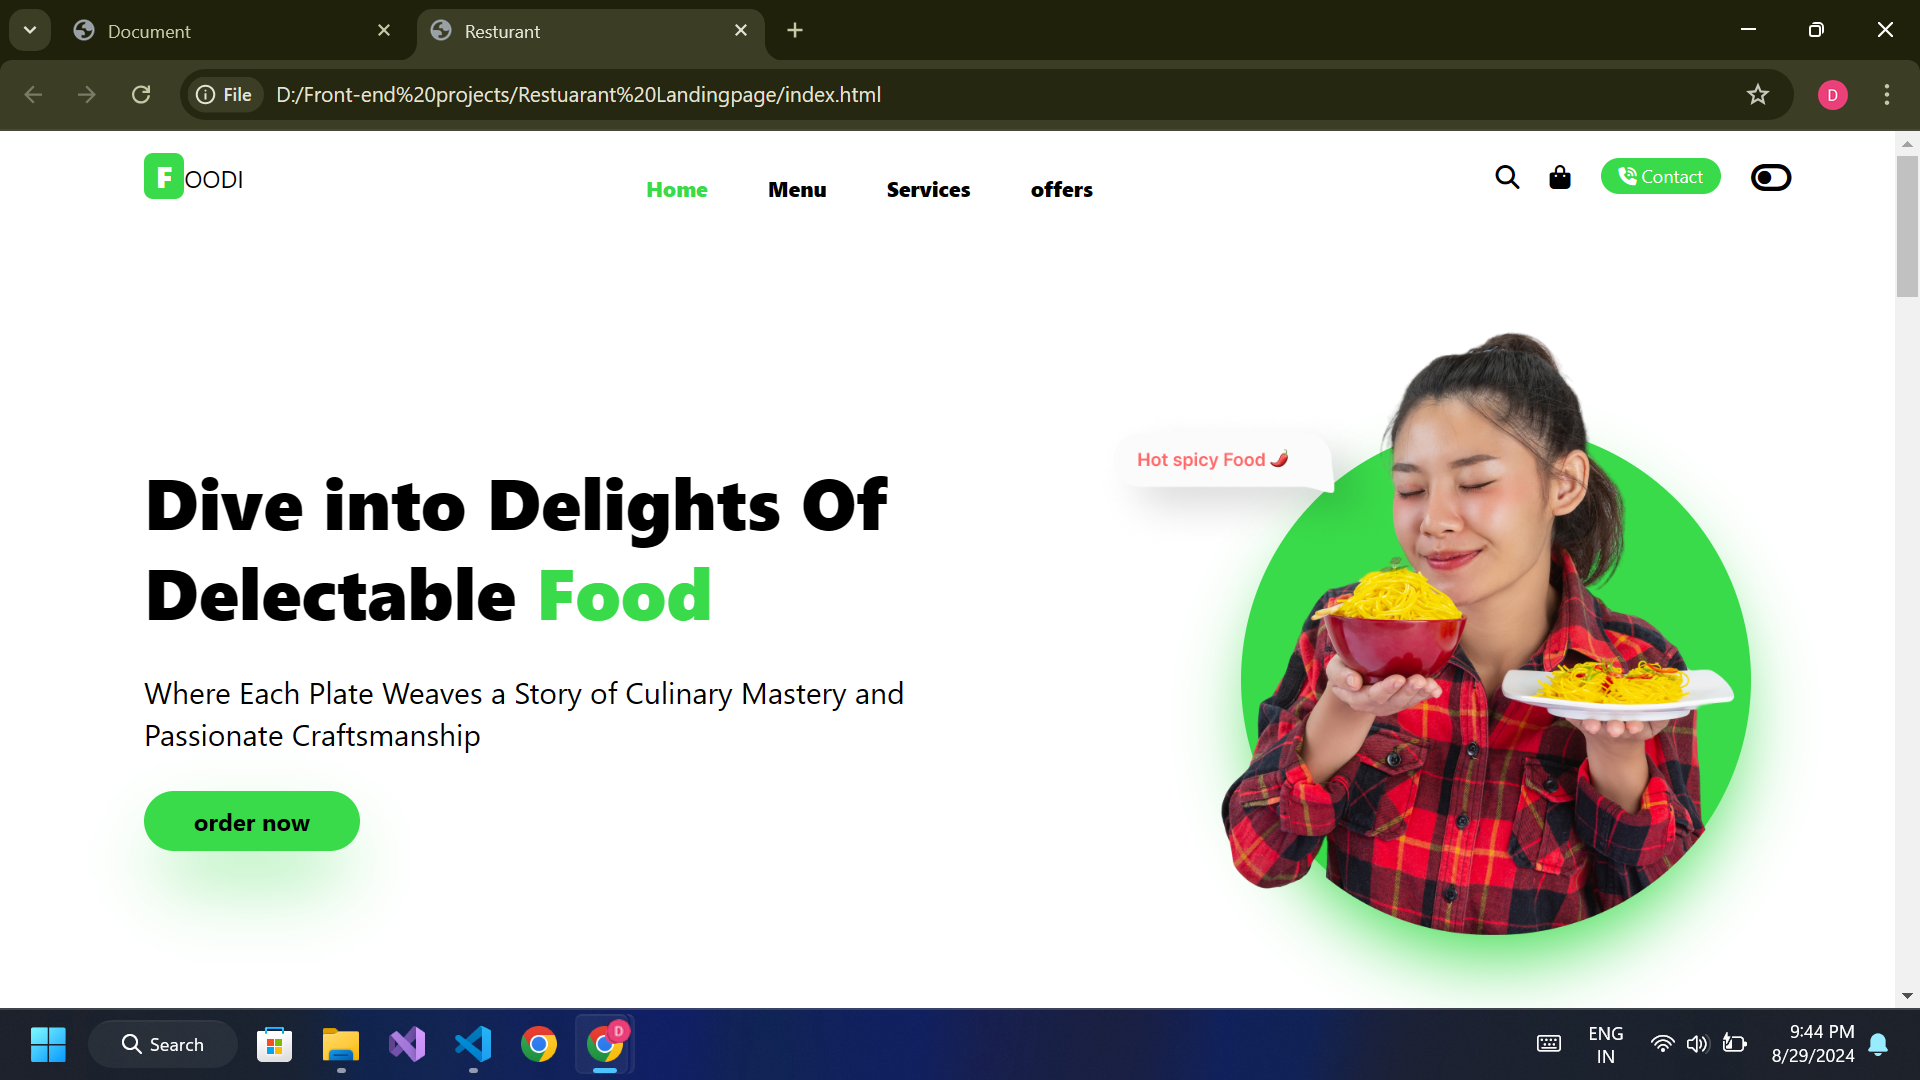 Document
Resturant
File
D:/Front-end%20projects/Restuarant%20Landingpage/index.html
D
FOODI
Home
Menu
Services
offers
Contact
Hot spicy Food 🌶️
Dive into Delights Of
Delectable Food
Where Each Plate Weaves a Story of Culinary Mastery and
Passionate Craftsmanship
order now
Search
D
ENG
IN
9:44 PM
8/29/2024